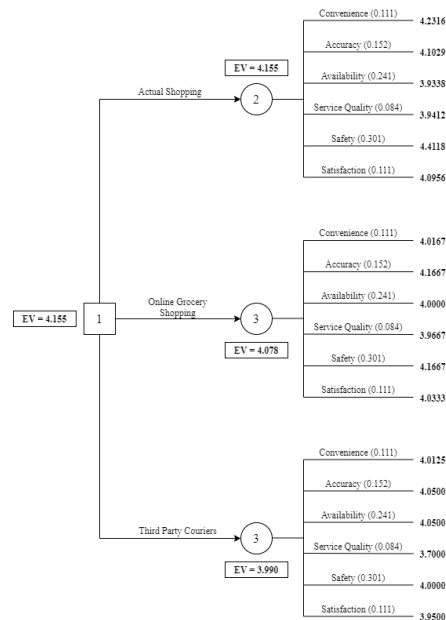 Convenience (0.111)
4.2316
Accuracy (0.152)
4.1029
EV = 4.155
Availability (0.241)
3.9338
Actual Shopping
2
Service Quality (0.084)
3.9412
Safety (0.301)
4.4118
Satisfaction (0.111)
4.0956
Convenience (0.111)
4.0167
Accuracy (0.152)
4.1667
Availability (0.241)
4.0000
EV = 4.155
1
Online Grocery
Shopping
3
Service Quality (0.084)
3.9667
EV = 4.078
Safety (0.301)
4.1667
Satisfaction (0.111)
4.0333
Convenience (0.111)
4.0125
Accuracy (0.152)
4.0500
Availability (0.241)
4.0500
Third Party Couriers
3
Service Quality (0.084)
3.7000
EV = 3.990
Safety (0.301)
4.0000
Satisfaction (0.111)
3.9500